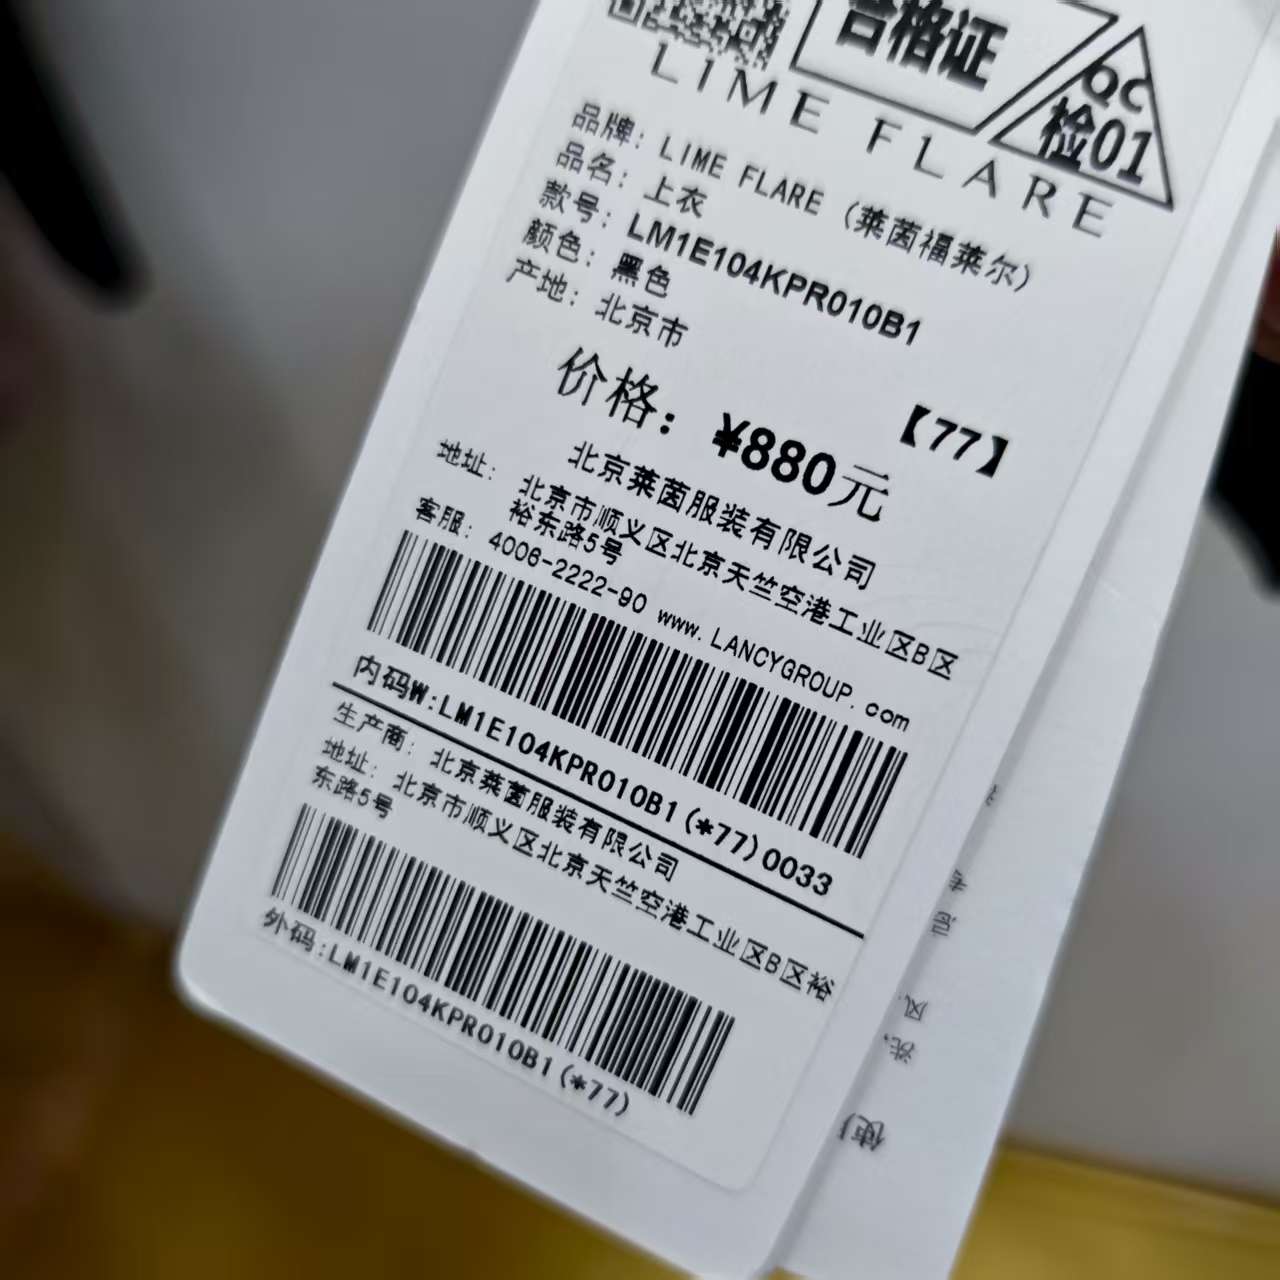 合格证
QC
检01
LIME FLARE
品牌：LIME FLARE（莱茵福莱尔）
品名：上衣
款号：LM1E104KPR010B1
颜色：黑色
产地：北京市
【77】
价格：¥880元
北京莱茵服装有限公司
地址：北京市顺义区北京天竺空港工业区B区
裕东路5号
客服：4006-2222-90 www.LANCYGROUP.com
内码W:LM1E104KPR010B1(*77)0033
生产商：北京莱茵服装有限公司
地址：北京市顺义区北京天竺空港工业区B区裕
东路5号
外码:LM1E104KPR010B1(*77)